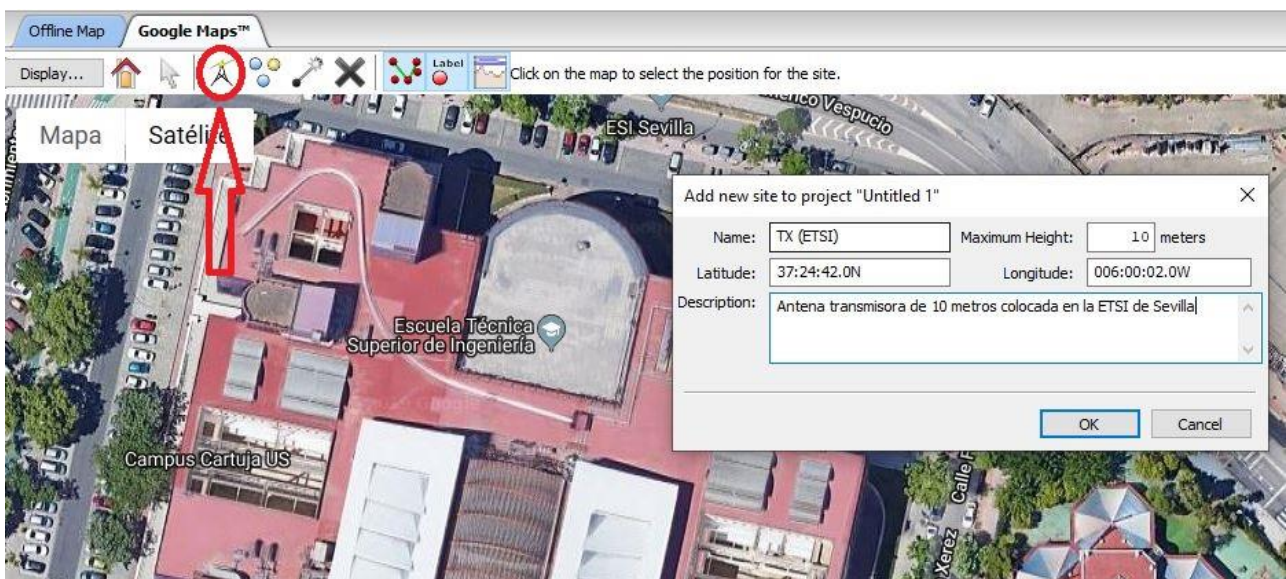 Offline Map
Google Maps™
Display...
Label
Click on the map to select the position for the site.
Mapa
Satélite
ESI Sevilla
Vespucio
Add new site to project "Untitled 1"
Name: TX (ETSI) Maximum Height: 10 meters
Latitude: 37:24:42.0N Longitude: 006:00:02.0W
Description: Antena transmisora de 10 metros colocada en la ETSI de Sevilla
OK Cancel
Escuela Técnica
Superior de Ingeniería
Campus Cartuja US
Calle
Xerez